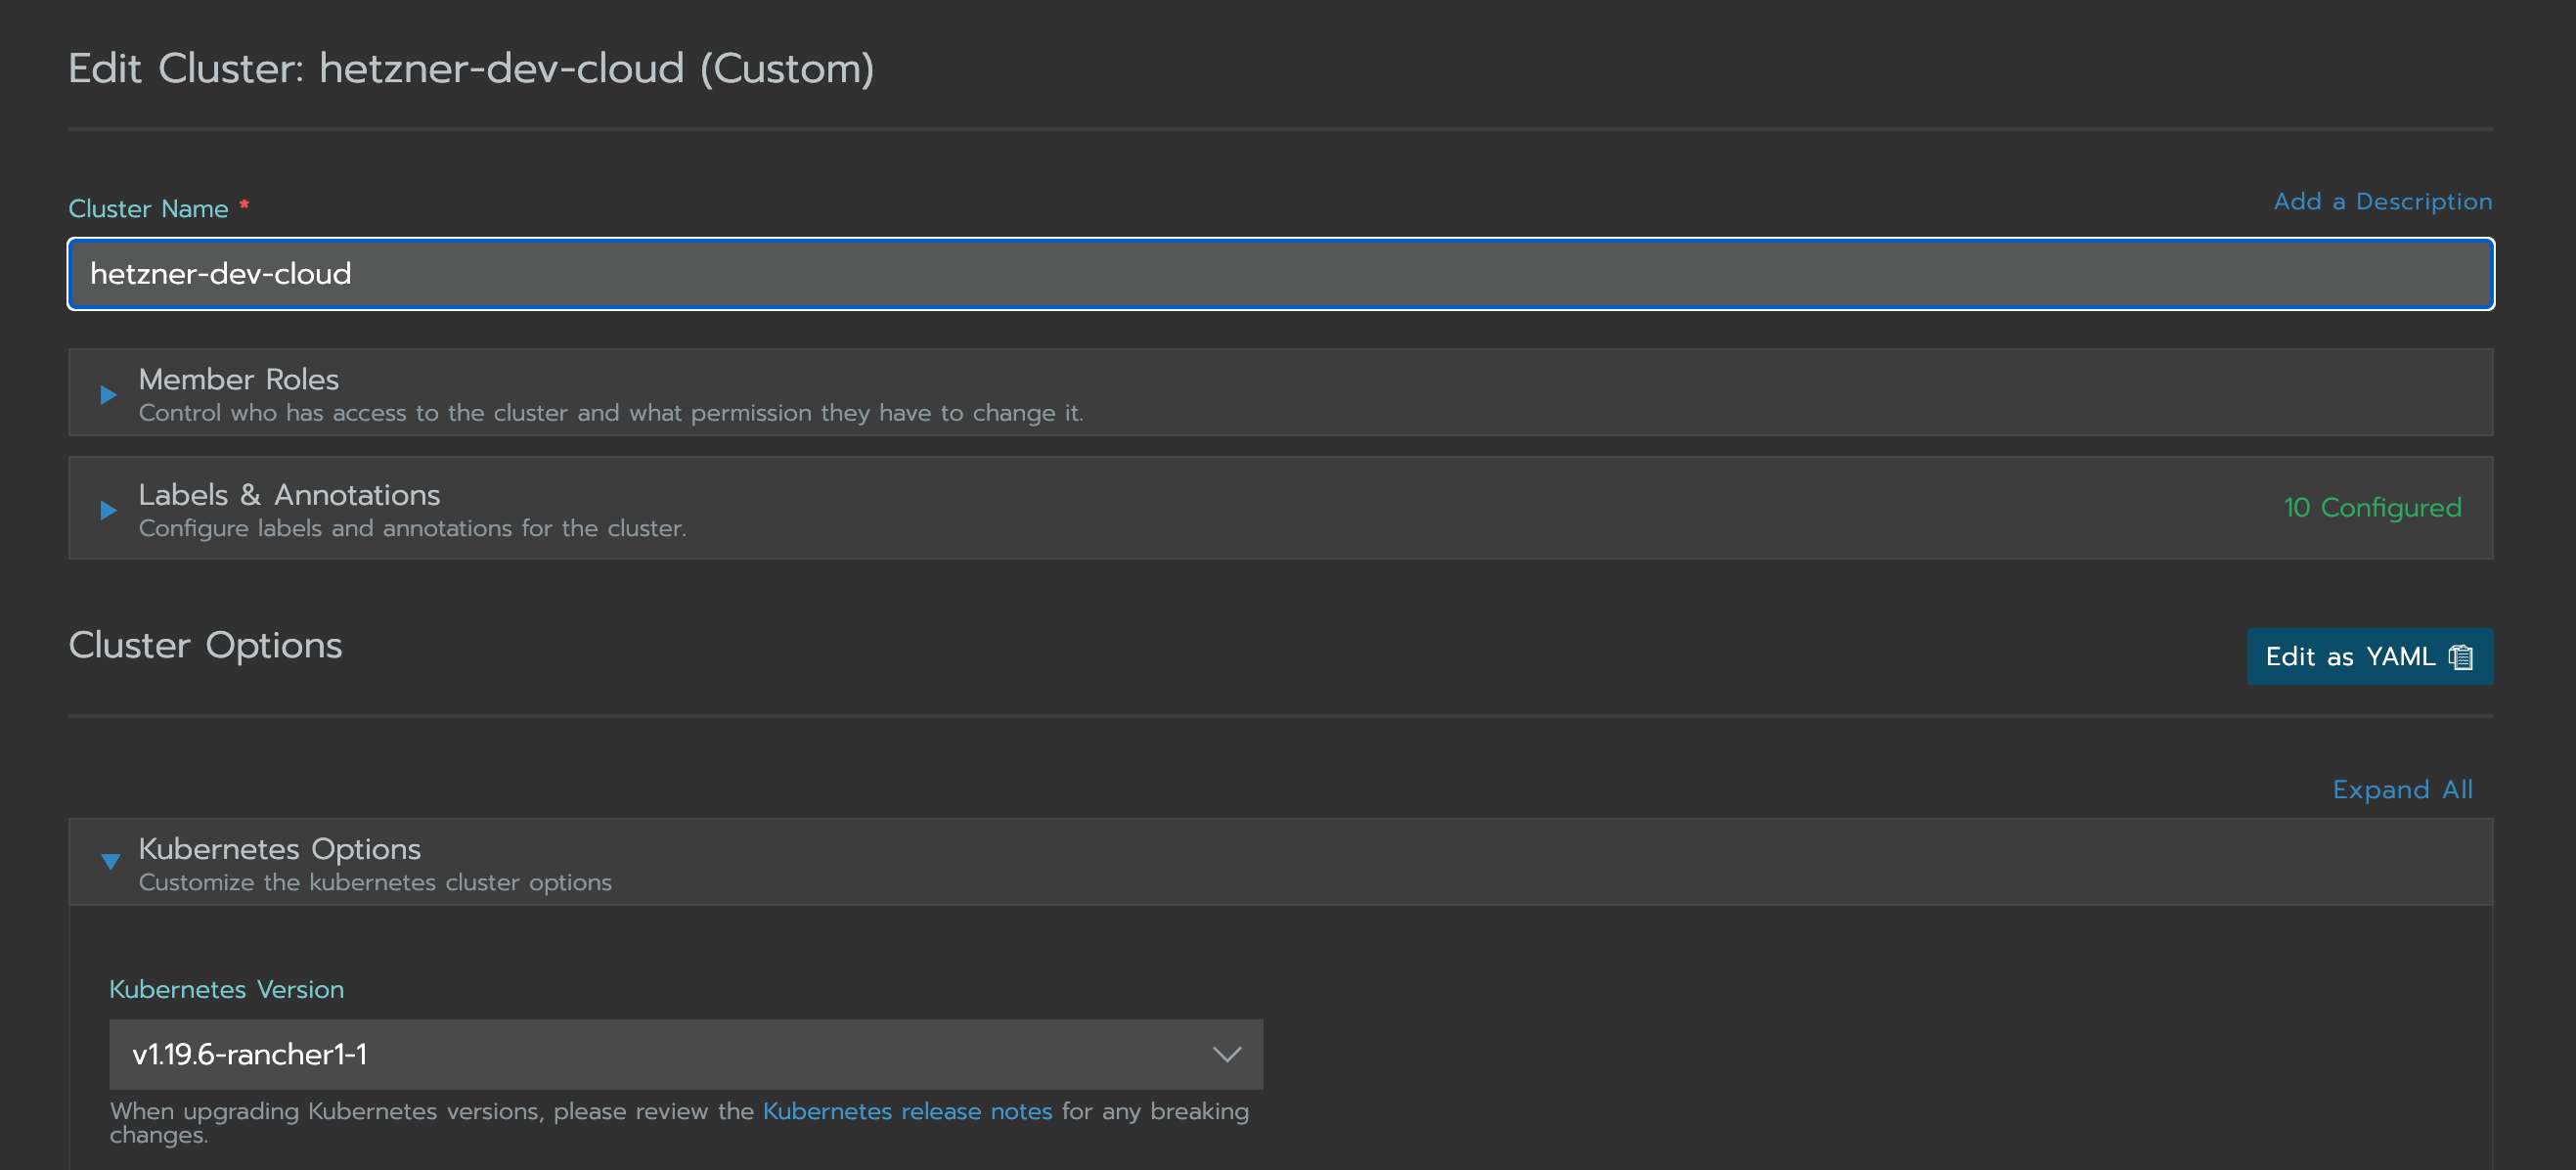 Edit Cluster: hetzner-dev-cloud (Custom)
Cluster Name *
Add a Description
hetzner-dev-cloud
Member Roles
Control who has access to the cluster and what permission they have to change it.
Labels & Annotations
Configure labels and annotations for the cluster.
10 Configured
Cluster Options
Edit as YAML
Expand All
Kubernetes Options
Customize the kubernetes cluster options
Kubernetes Version
v1.19.6-rancher1-1
When upgrading Kubernetes versions, please review the Kubernetes release notes for any breaking
changes.